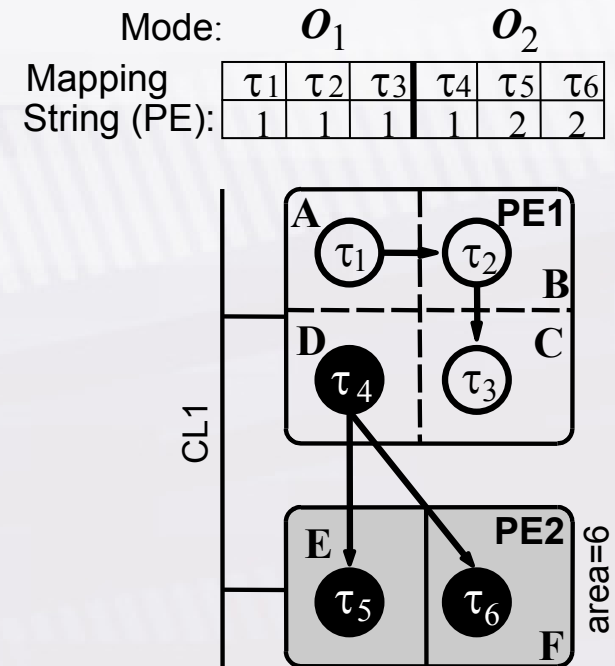 Mode: O1 O2
Mapping τ1 τ2 τ3 τ4 τ5 τ6
String (PE): 1 1 1 1 2 2
A PE1
τ1 τ2
B
D C
τ4 τ3
CL1
E PE2
τ5 τ6
F
area=6